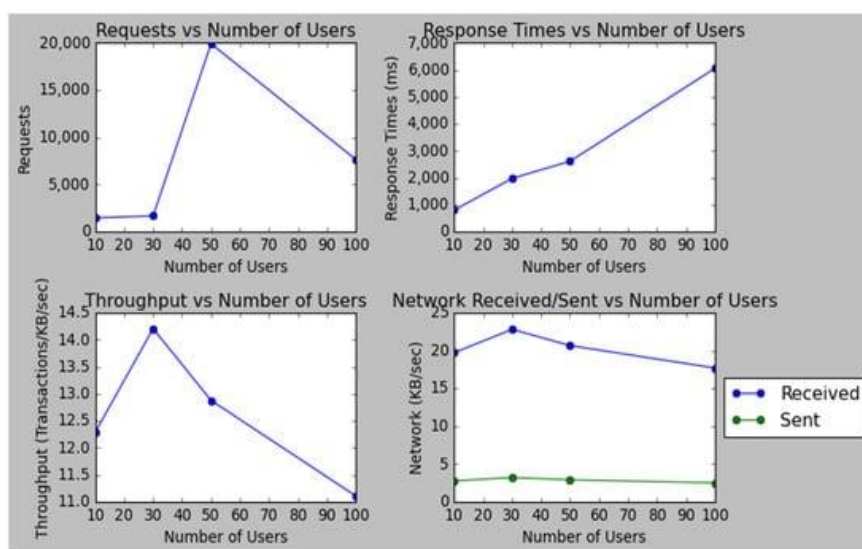 Requests vs Number of Users
20,000
15,000
10,000
5,000
0
Requests
10 20 30 40 50 60 70 80 90 100
Number of Users
Response Times vs Number of Users
7,000
6,000
5,000
4,000
3,000
2,000
1,000
0
Response Times (ms)
10 20 30 40 50 60 70 80 90 100
Number of Users
Throughput vs Number of Users
14.5
14.0
13.5
13.0
12.5
12.0
11.5
11.0
Throughput (Transactions/KB/sec)
10 20 30 40 50 60 70 80 90 100
Number of Users
Network Received/Sent vs Number of Users
25
20
15
10
5
0
Network (KB/sec)
10 20 30 40 50 60 70 80 90 100
Number of Users
Received
Sent